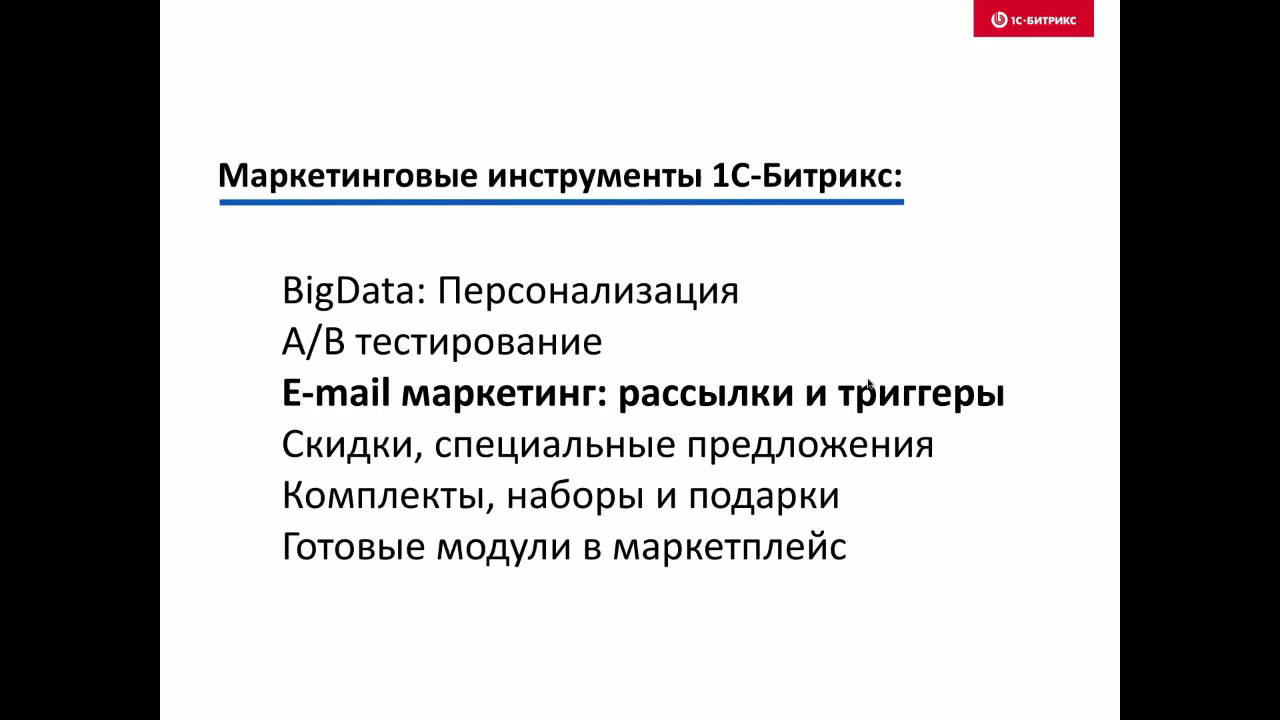 1С-БИТРИКС
Маркетинговые инструменты 1С-Битрикс:
BigData: Персонализация
A/B тестирование
E-mail маркетинг: рассылки и триггеры
Скидки, специальные предложения
Комплекты, наборы и подарки
Готовые модули в маркетплейс